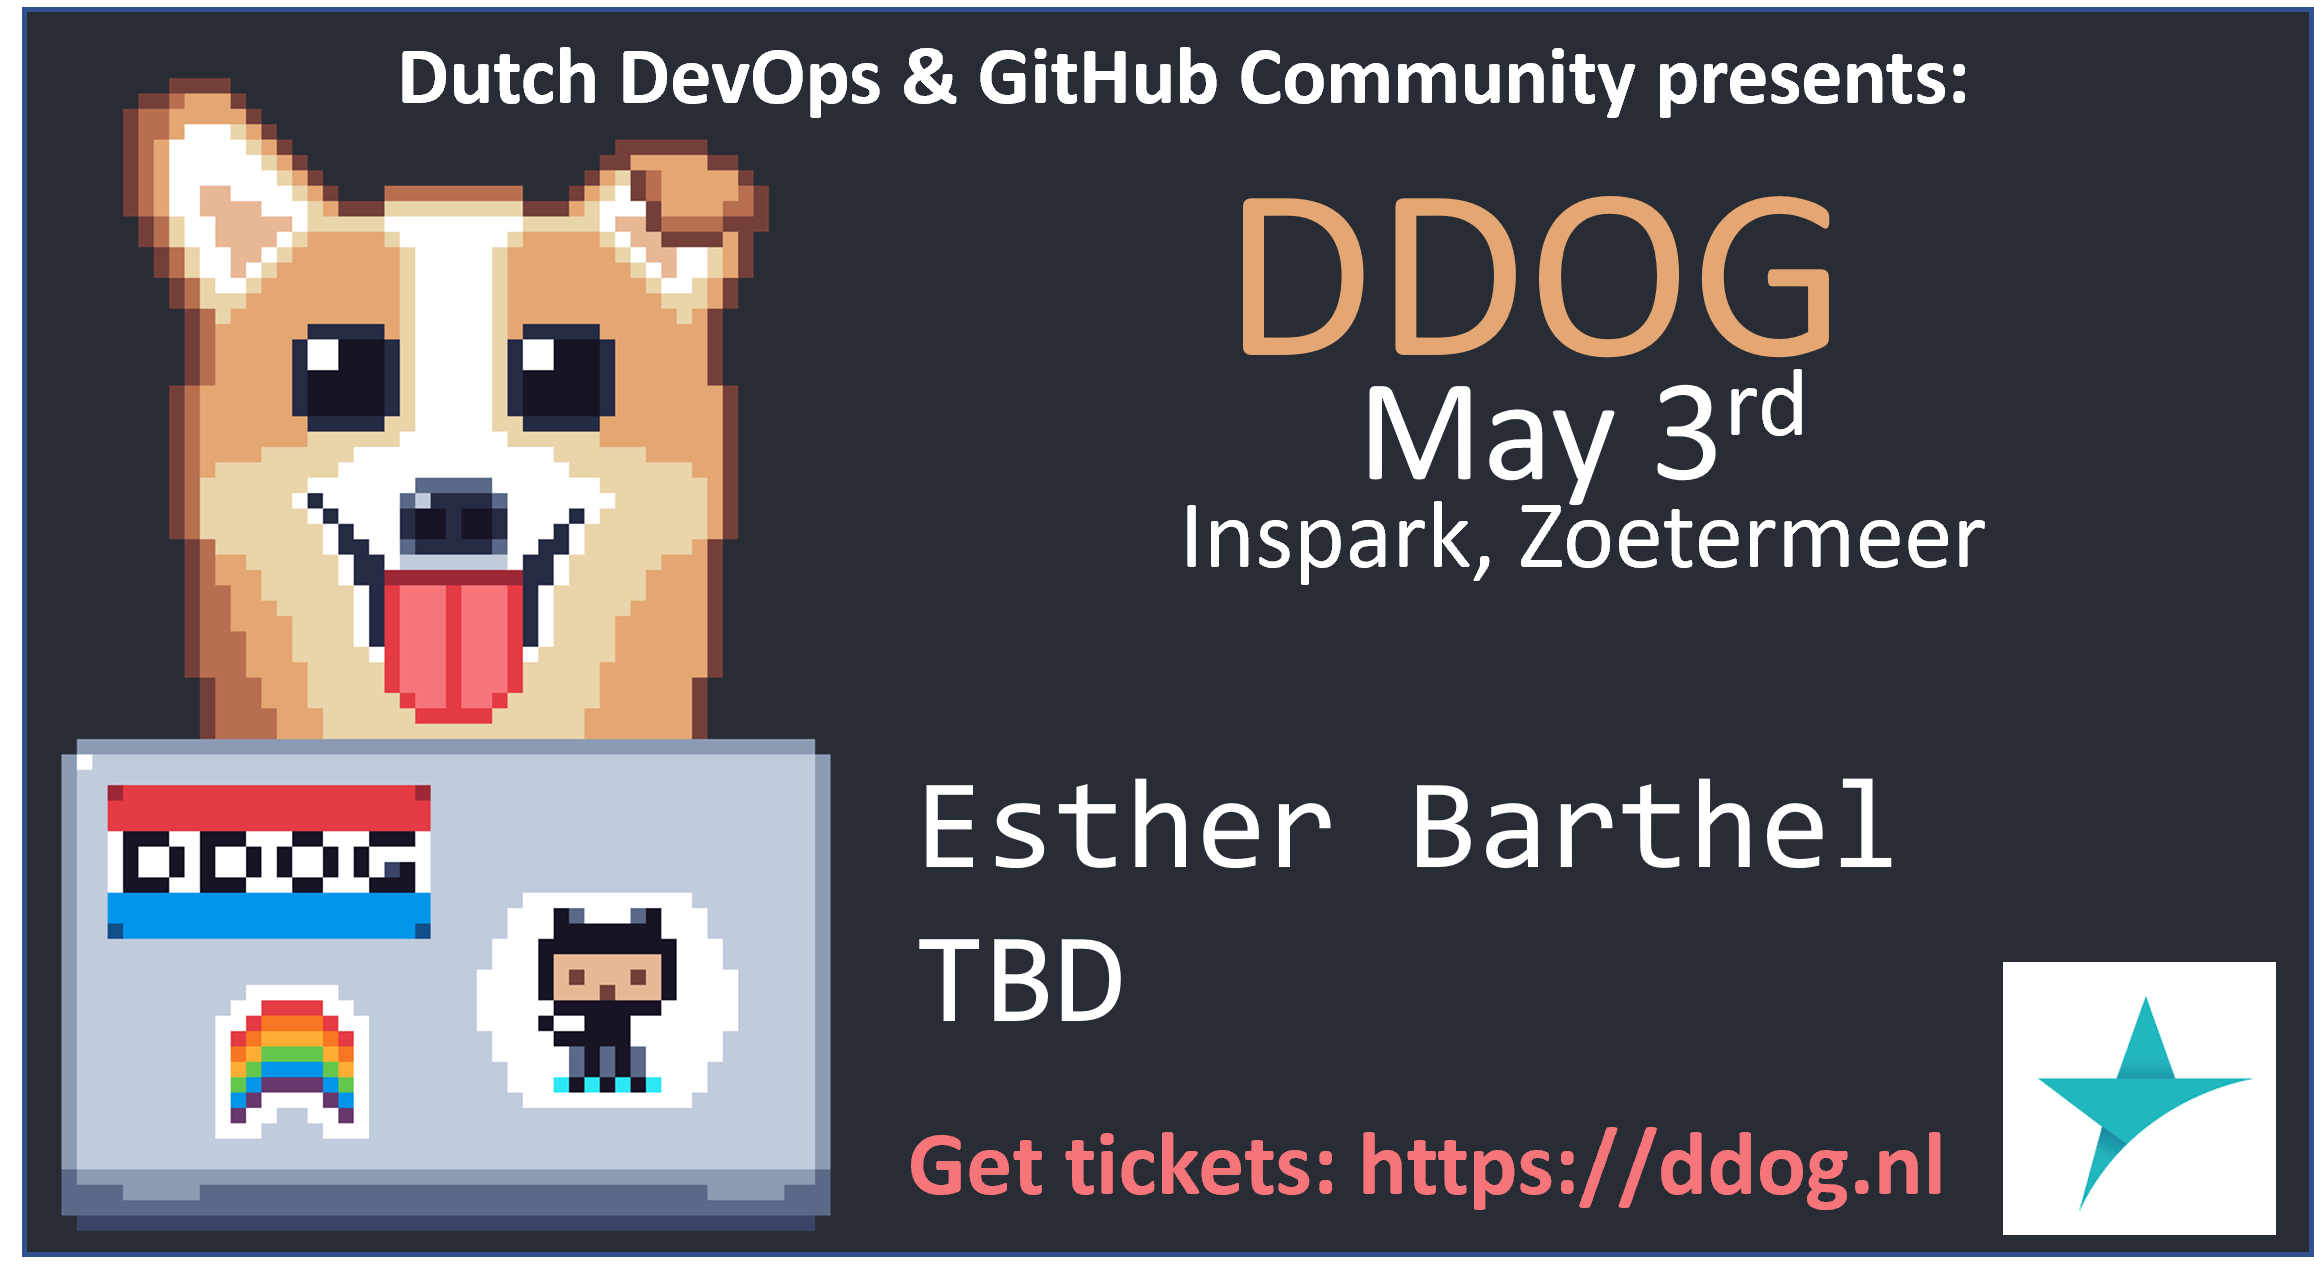 Dutch DevOps & GitHub Community presents:
DDOG
May 3rd
Inspark, Zoetermeer
Esther Barthel
TBD
DDOG
Get tickets: https://ddog.nl